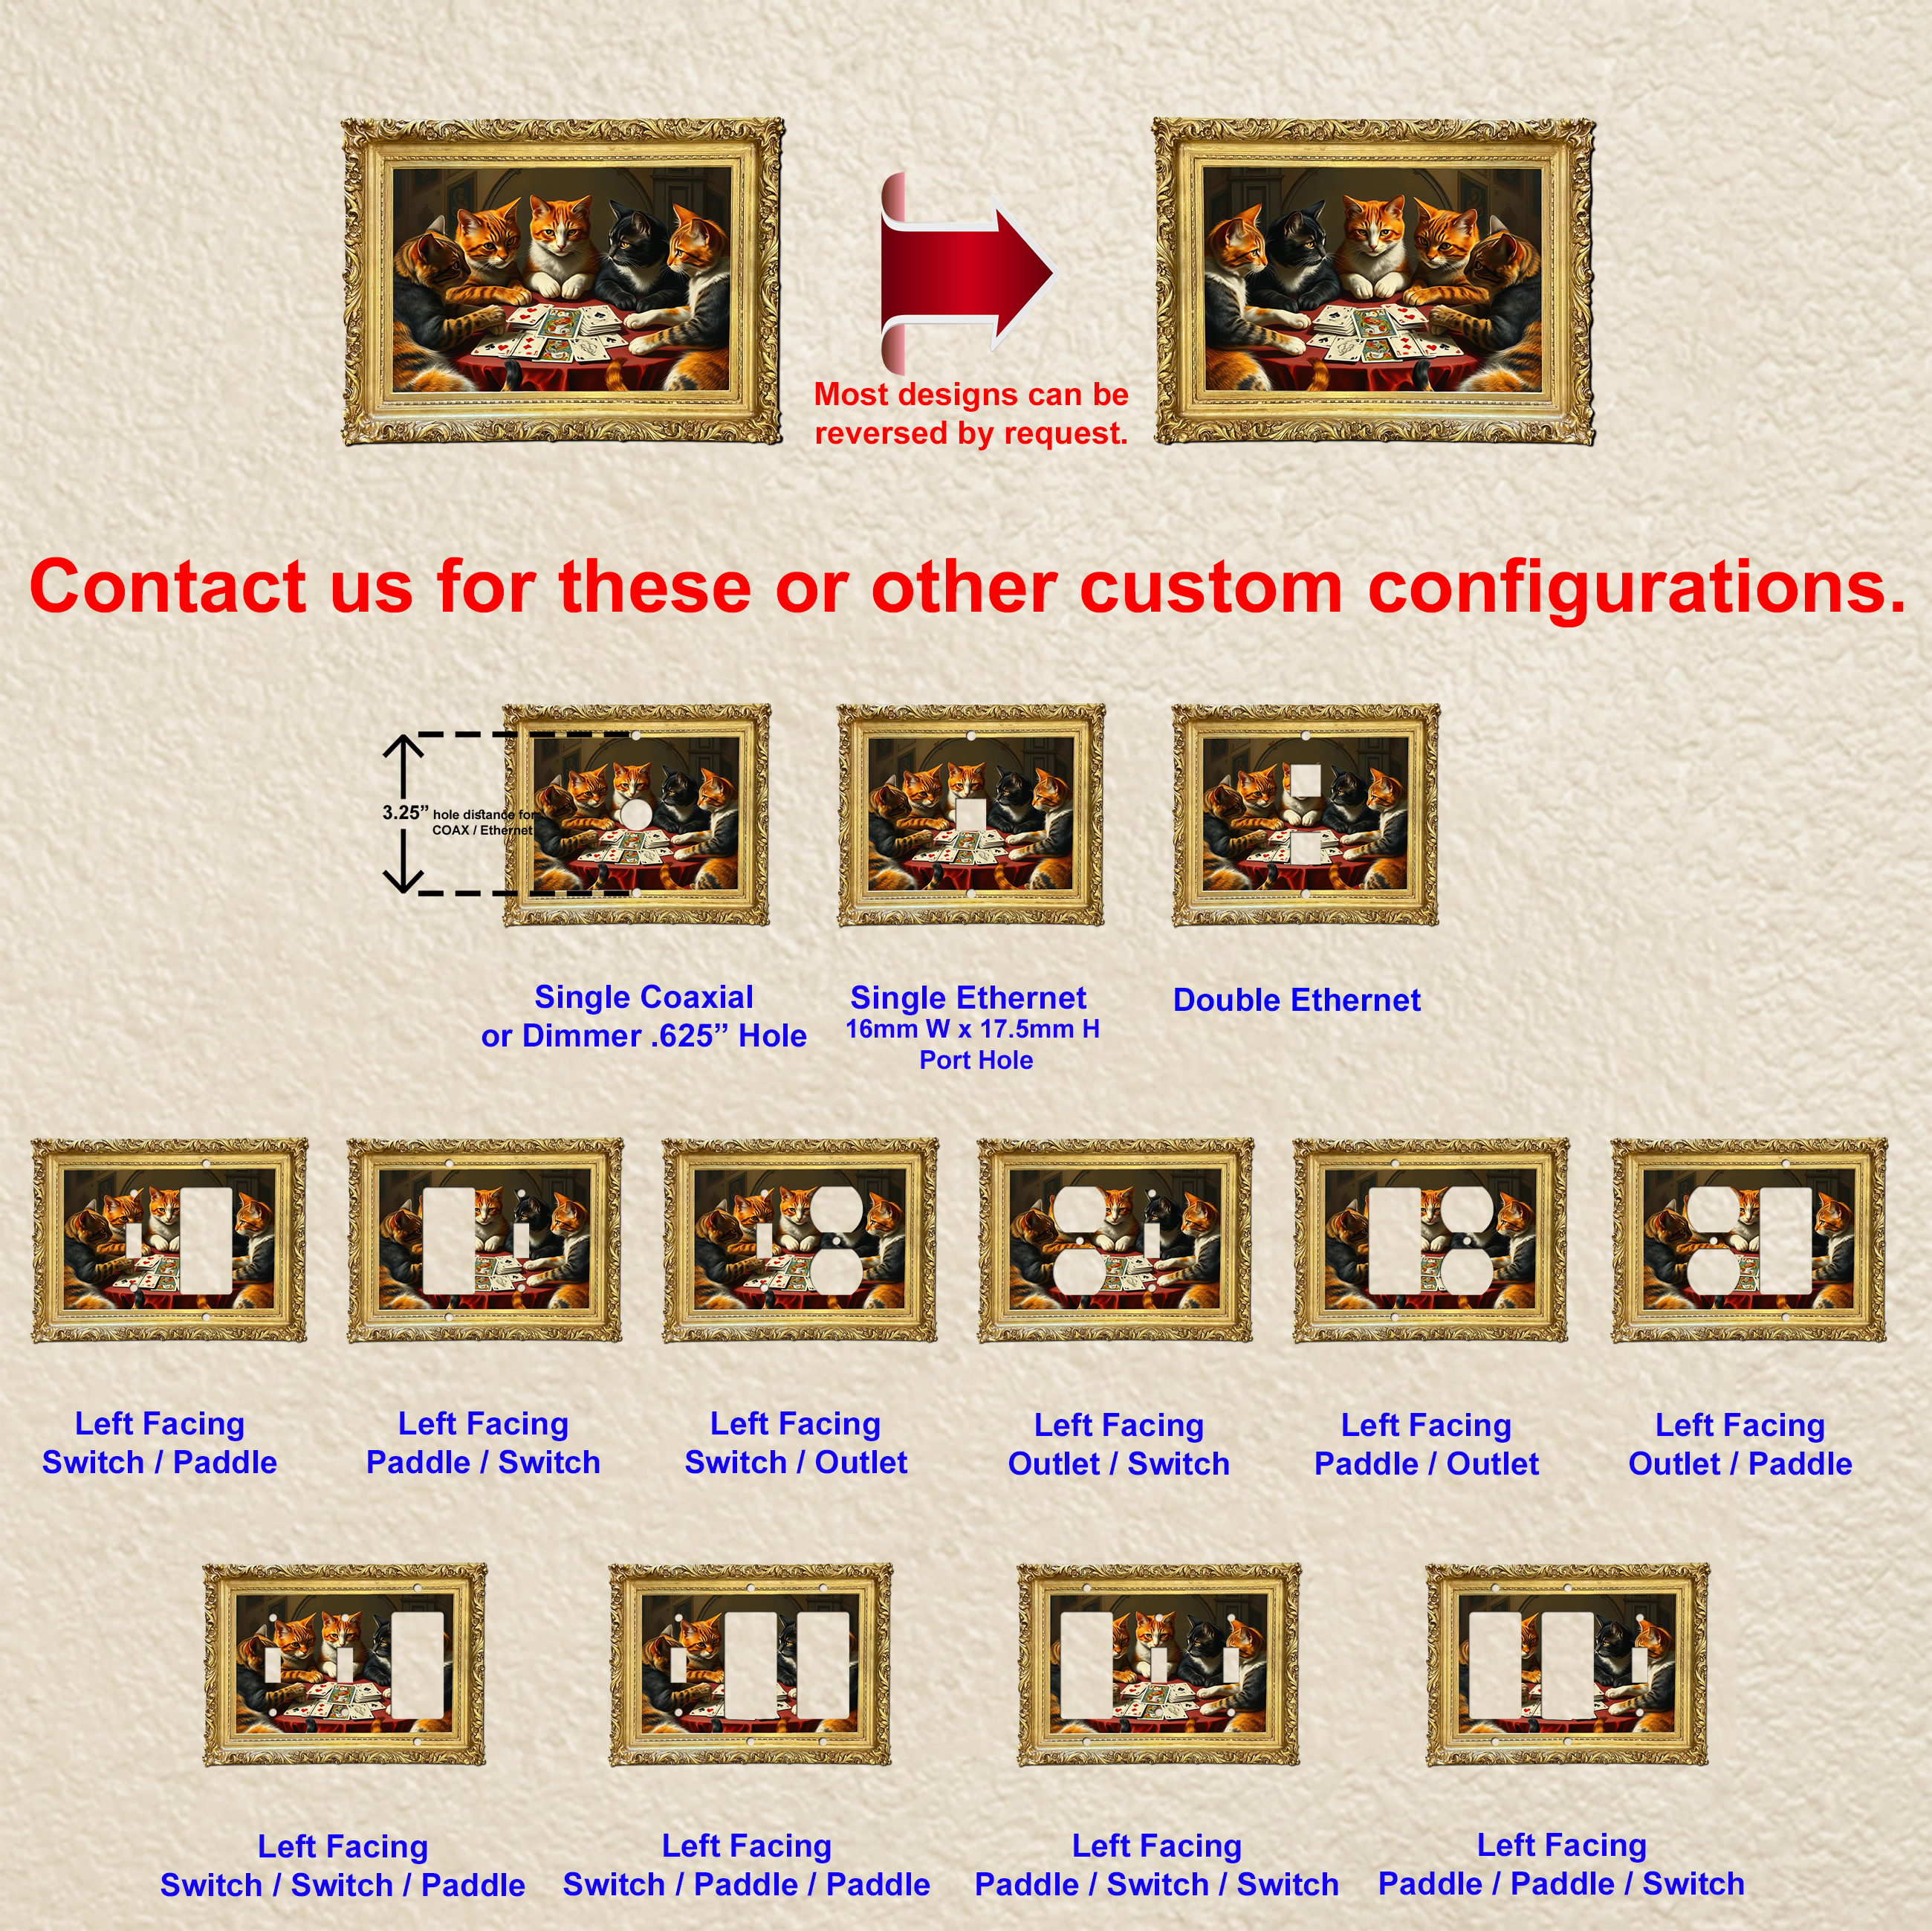 Most designs can be
reversed by request.
Contact us for these or other custom configurations.
3.25” hole distance for
COAX / Ethernet
Single Coaxial
or Dimmer .625” Hole
Single Ethernet
16mm W x 17.5mm H
Port Hole
Double Ethernet
Left Facing
Switch / Paddle
Left Facing
Paddle / Switch
Left Facing
Switch / Outlet
Left Facing
Outlet / Switch
Left Facing
Paddle / Outlet
Left Facing
Outlet / Paddle
Left Facing
Switch / Switch / Paddle
Left Facing
Switch / Paddle / Paddle
Left Facing
Paddle / Switch / Switch
Left Facing
Paddle / Paddle / Switch